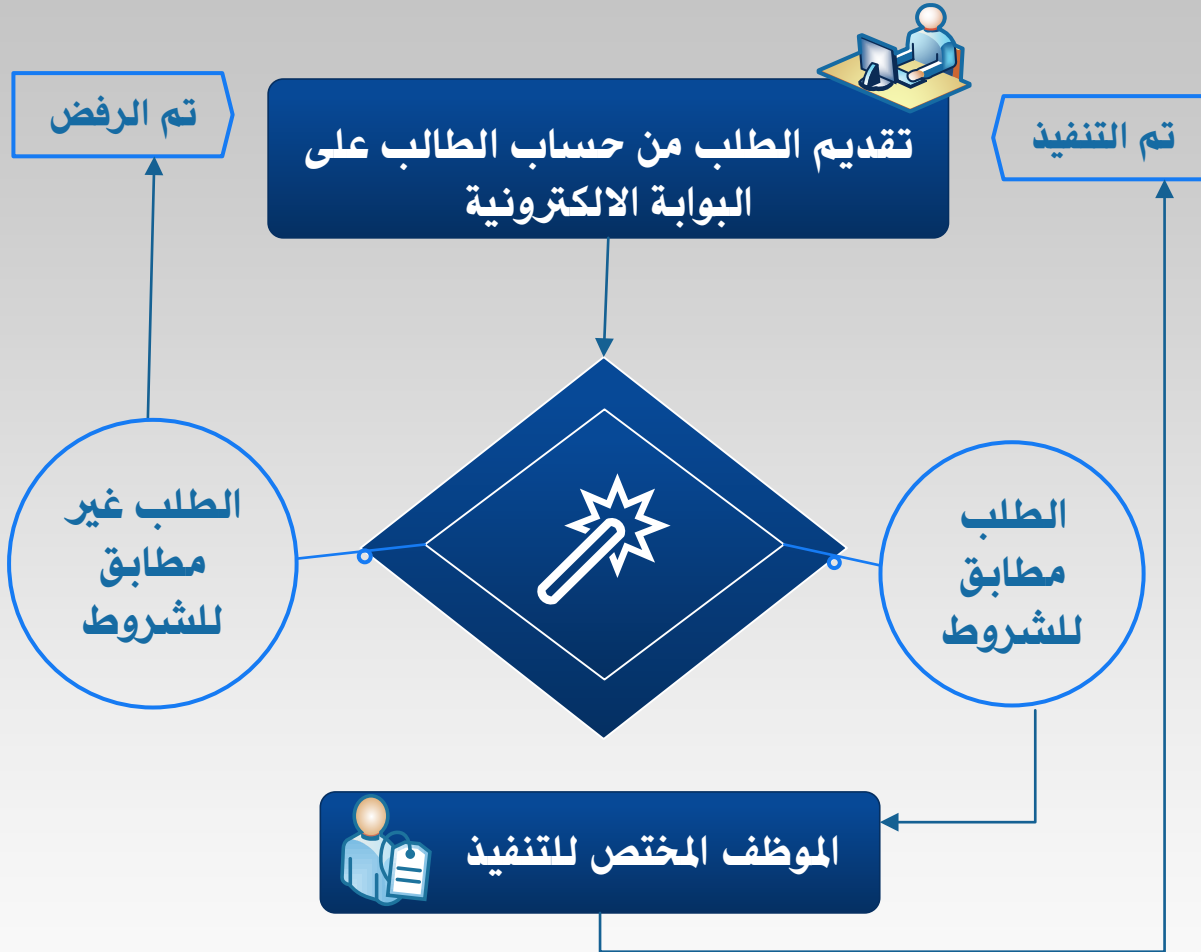 تقديم الطلب من حساب الطالب على
البوابة الالكترونية
تم التنفيذ
تم الرفض
الطلب
مطابق
للشروط
الطلب غير
مطابق
للشروط
الموظف المختص للتنفيذ